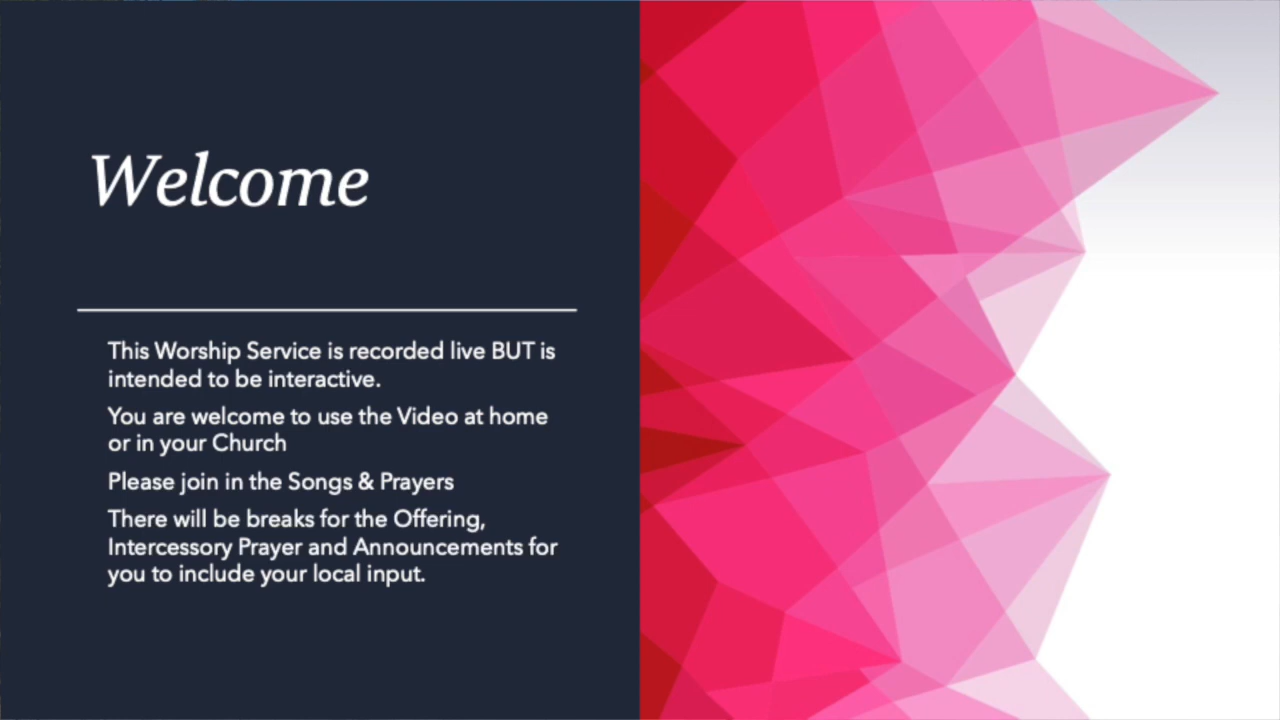 Welcome
This Worship Service is recorded live BUT is
intended to be interactive.
You are welcome to use the Video at home
or in your Church
Please join in the Songs & Prayers
There will be breaks for the Offering,
Intercessory Prayer and Announcements for
you to include your local input.